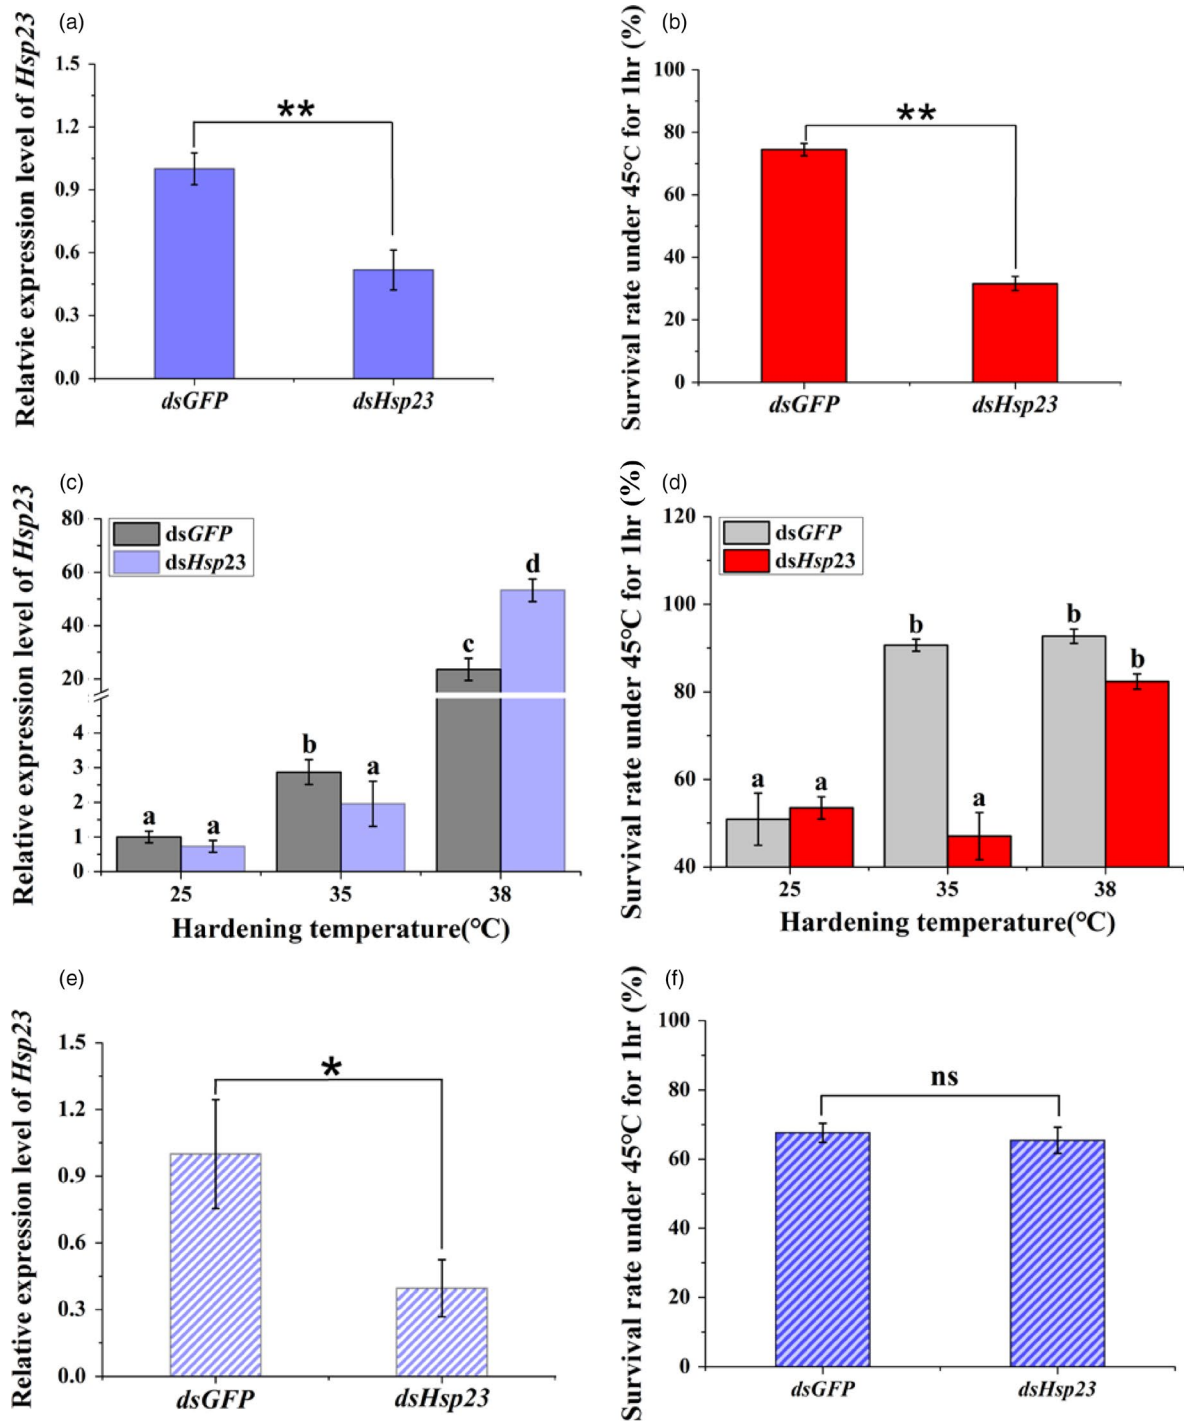 (a)
Relatvie expression level of Hsp23
1.5
1.2
0.9
0.6
0.3
0.0
**
dsGFP dsHsp23
(b)
Survival rate under 45℃ for 1hr (%)
100
80
60
40
20
0
**
dsGFP dsHsp23
(c)
Relative expression level of Hsp23
80
60
40
20
4
3
2
1
0
dsGFP
dsHsp23
a a b a c d
25 35 38
Hardening temperature(℃)
(d)
Survival rate under 45℃ for 1hr (%)
120
100
80
60
40
dsGFP
dsHsp23
a a b a b b
25 35 38
Hardening temperature(℃)
(e)
Relative expression level of Hsp23
1.5
1.2
0.9
0.6
0.3
0.0
*
dsGFP dsHsp23
(f)
Survival rate under 45℃ for 1hr (%)
100
80
60
40
20
0
ns
dsGFP dsHsp23